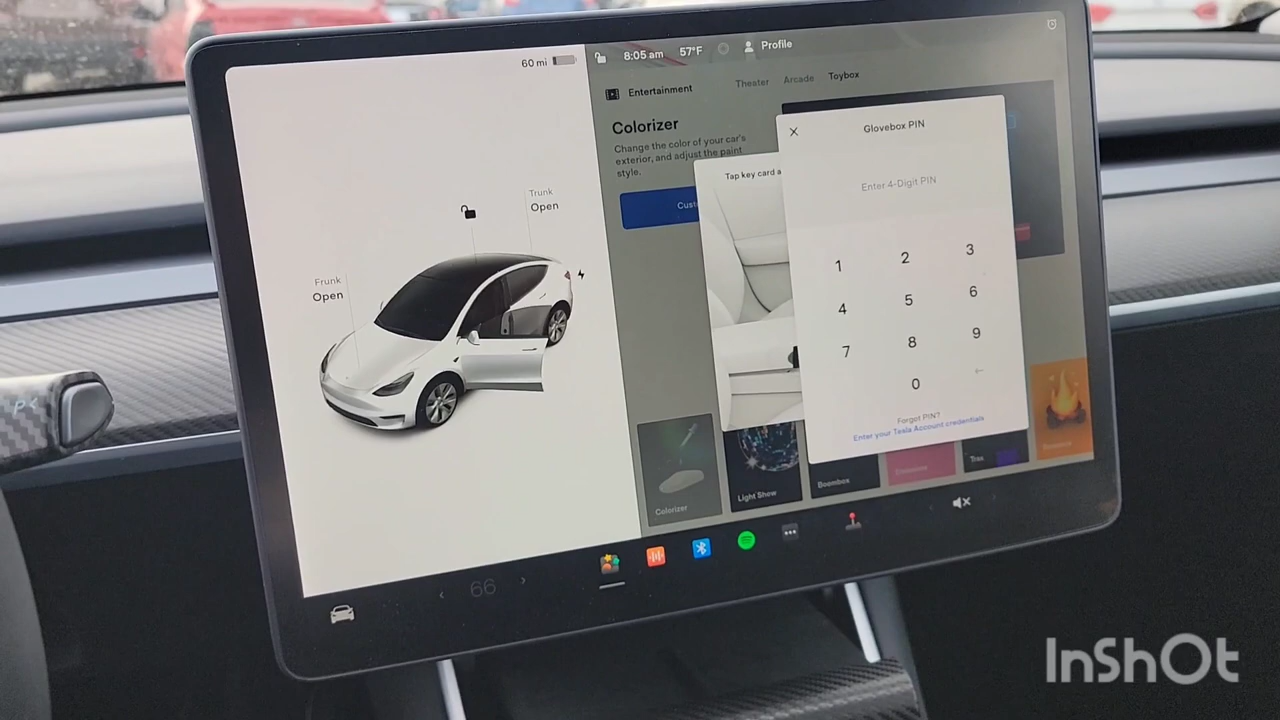 60 mi
8:05 am 57°F Profile
Entertainment
Theater Arcade Toybox
Colorizer
Change the color of your car's
exterior, and adjust the paint
style.
Trunk
Open
Frunk
Open
Tap key card
Glovebox PIN
Enter 4-Digit PIN
1 2 3
4 5 6
7 8 9
0
Forgot PIN?
Enter your Tesla Account credentials
Colorizer
Light Show
Boombox
66
P<
InShOt